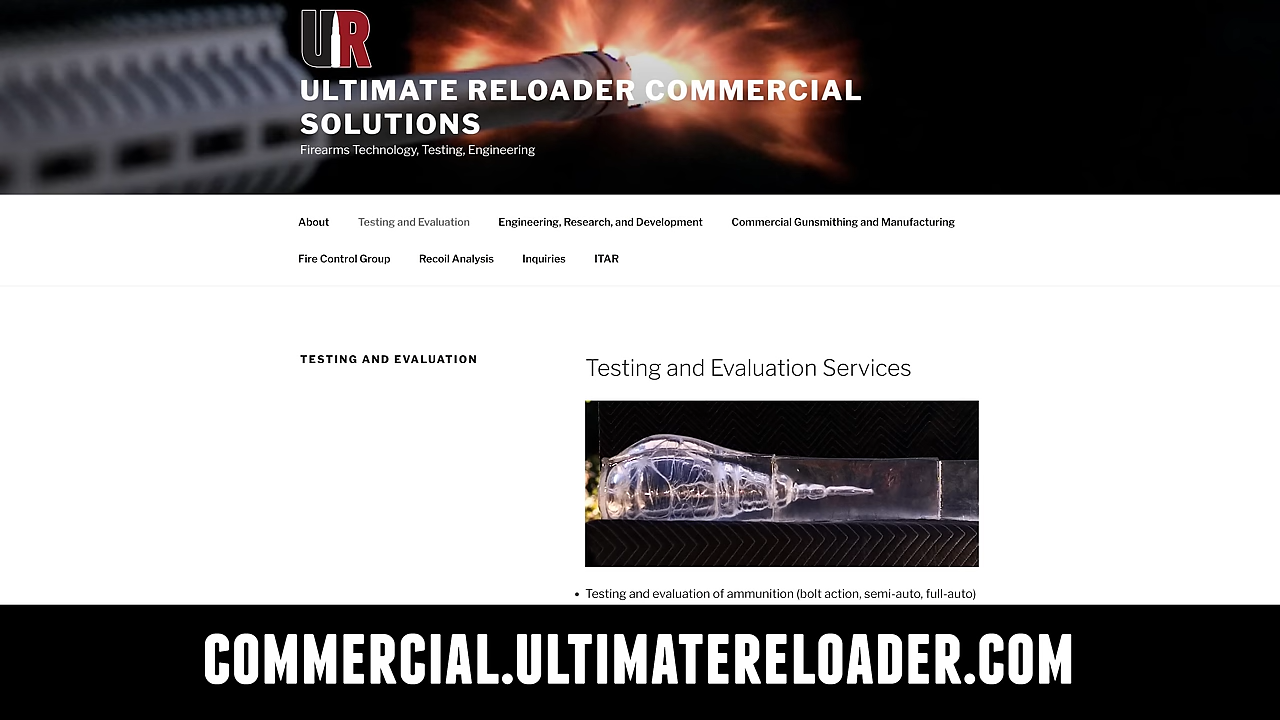 UR
ULTIMATE RELOADER COMMERCIAL
SOLUTIONS
Firearms Technology, Testing, Engineering
About Testing and Evaluation Engineering, Research, and Development Commercial Gunsmithing and Manufacturing
Fire Control Group Recoil Analysis Inquiries ITAR
TESTING AND EVALUATION
Testing and Evaluation Services
• Testing and evaluation of ammunition (bolt action, semi-auto, full-auto)
COMMERCIAL.ULTIMATERELOADER.COM